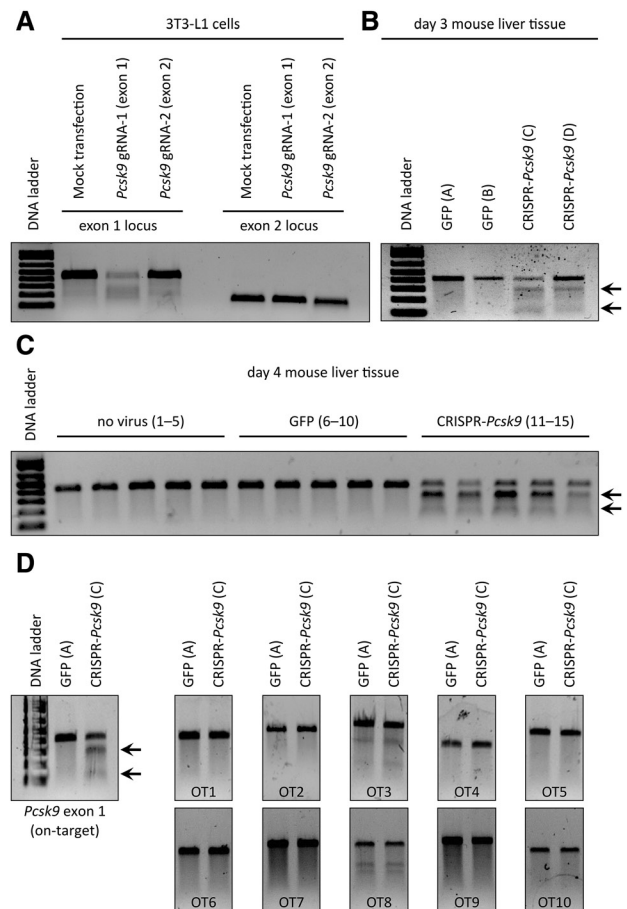 A
3T3-L1 cells
DNA ladder
Mock transfection
Pcsk9 gRNA-1 (exon 1)
Pcsk9 gRNA-2 (exon 2)
Mock transfection
Pcsk9 gRNA-1 (exon 1)
Pcsk9 gRNA-2 (exon 2)
exon 1 locus
exon 2 locus
B
day 3 mouse liver tissue
DNA ladder
GFP (A)
GFP (B)
CRISPR-Pcsk9 (C)
CRISPR-Pcsk9 (D)
C
day 4 mouse liver tissue
DNA ladder
no virus (1–5)
GFP (6–10)
CRISPR-Pcsk9 (11–15)
D
DNA ladder
GFP (A)
CRISPR-Pcsk9 (C)
Pcsk9 exon 1
(on-target)
GFP (A)
CRISPR-Pcsk9 (C)
GFP (A)
CRISPR-Pcsk9 (C)
GFP (A)
CRISPR-Pcsk9 (C)
GFP (A)
CRISPR-Pcsk9 (C)
GFP (A)
CRISPR-Pcsk9 (C)
OT1
OT2
OT3
OT4
OT5
OT6
OT7
OT8
OT9
OT10